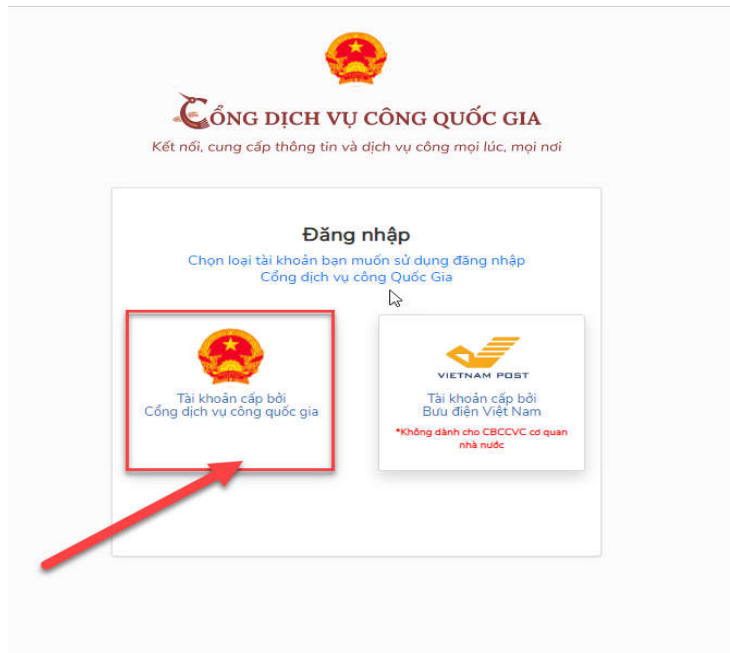 CỔNG DỊCH VỤ CÔNG QUỐC GIA
Kết nối, cung cấp thông tin và dịch vụ công mọi lúc, mọi nơi
Đăng nhập
Chọn loại tài khoản bạn muốn sử dụng đăng nhập
Cổng dịch vụ công Quốc Gia
Tài khoản cấp bởi
Cổng dịch vụ công quốc gia
VIETNAM POST
Tài khoản cấp bởi
Bưu điện Việt Nam
*Không dành cho CBCCVC cơ quan
nhà nước